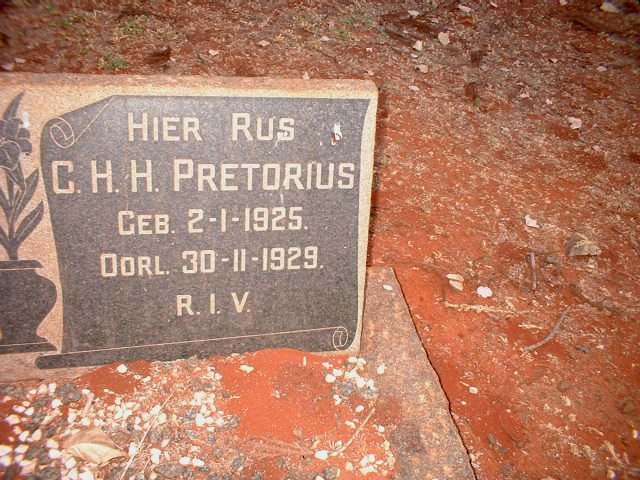 HIER RUS
C. H. H. PRETORIUS
GEB. 2-1-1925.
OORL. 30-11-1929.
R. I. V.